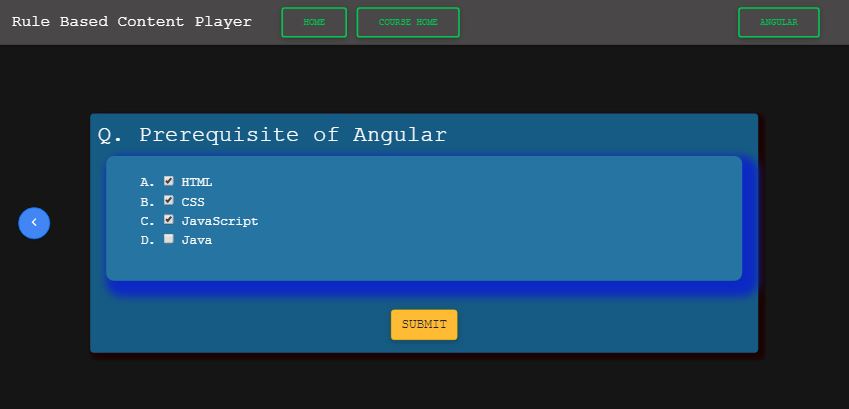 Rule Based Content Player HOME COURSE HOME ANGULAR
Q. Prerequisite of Angular
A. HTML
B. CSS
C. JavaScript
D. Java
SUBMIT